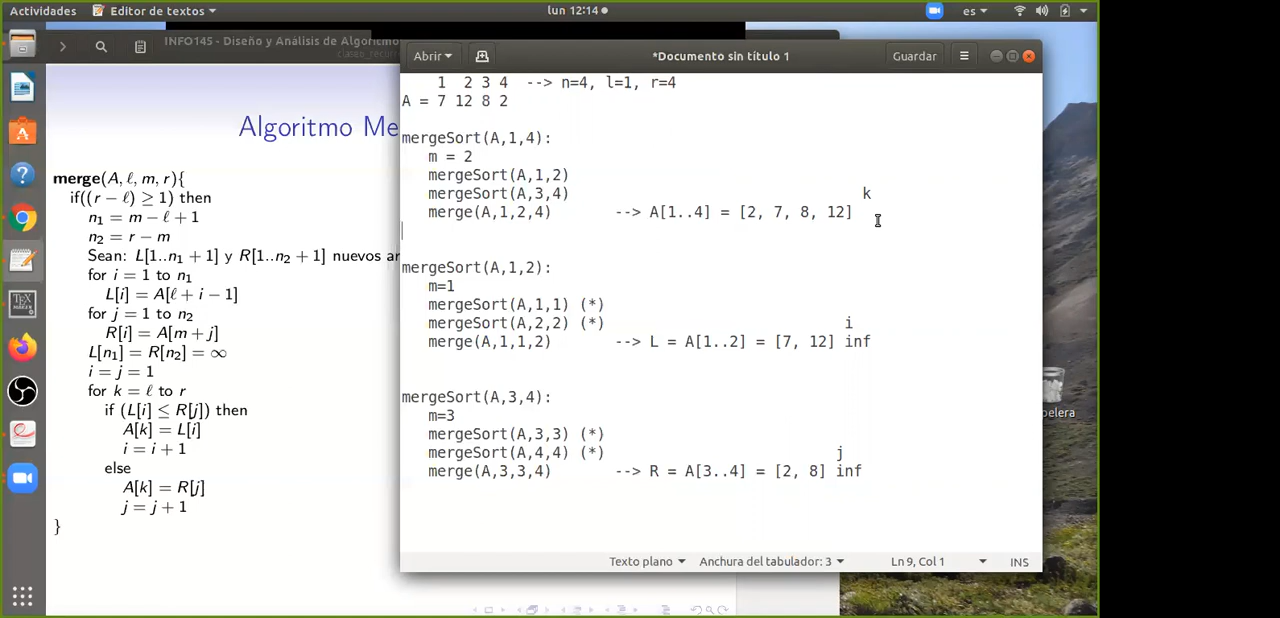 Actividades Editor de textos lun 12:14 es
INFO145 - Diseño y Análisis de Algoritmo
Abrir *Documento sin título 1 Guardar
Algoritmo Me
merge(A, ℓ, m, r){
if((r − ℓ) ≥ 1) then
n₁ = m − ℓ + 1
n₂ = r − m
Sean: L[1..n₁ + 1] y R[1..n₂ + 1] nuevos ar
for i = 1 to n₁
L[i] = A[ℓ + i − 1]
for j = 1 to n₂
R[i] = A[m + j]
L[n₁] = R[n₂] = ∞
i = j = 1
for k = ℓ to r
if (L[i] ≤ R[j]) then
A[k] = L[i]
i = i + 1
else
A[k] = R[j]
j = j + 1
}
1 2 3 4 --> n=4, l=1, r=4
A = 7 12 8 2
mergeSort(A,1,4):
m = 2
mergeSort(A,1,2)
mergeSort(A,3,4) k
merge(A,1,2,4) --> A[1..4] = [2, 7, 8, 12]
mergeSort(A,1,2):
m=1
mergeSort(A,1,1) (*)
mergeSort(A,2,2) (*) i
merge(A,1,1,2) --> L = A[1..2] = [7, 12] inf
mergeSort(A,3,4):
m=3
mergeSort(A,3,3) (*)
mergeSort(A,4,4) (*) j
merge(A,3,3,4) --> R = A[3..4] = [2, 8] inf
Texto plano Anchura del tabulador: 3 Ln 9, Col 1 INS
pelera